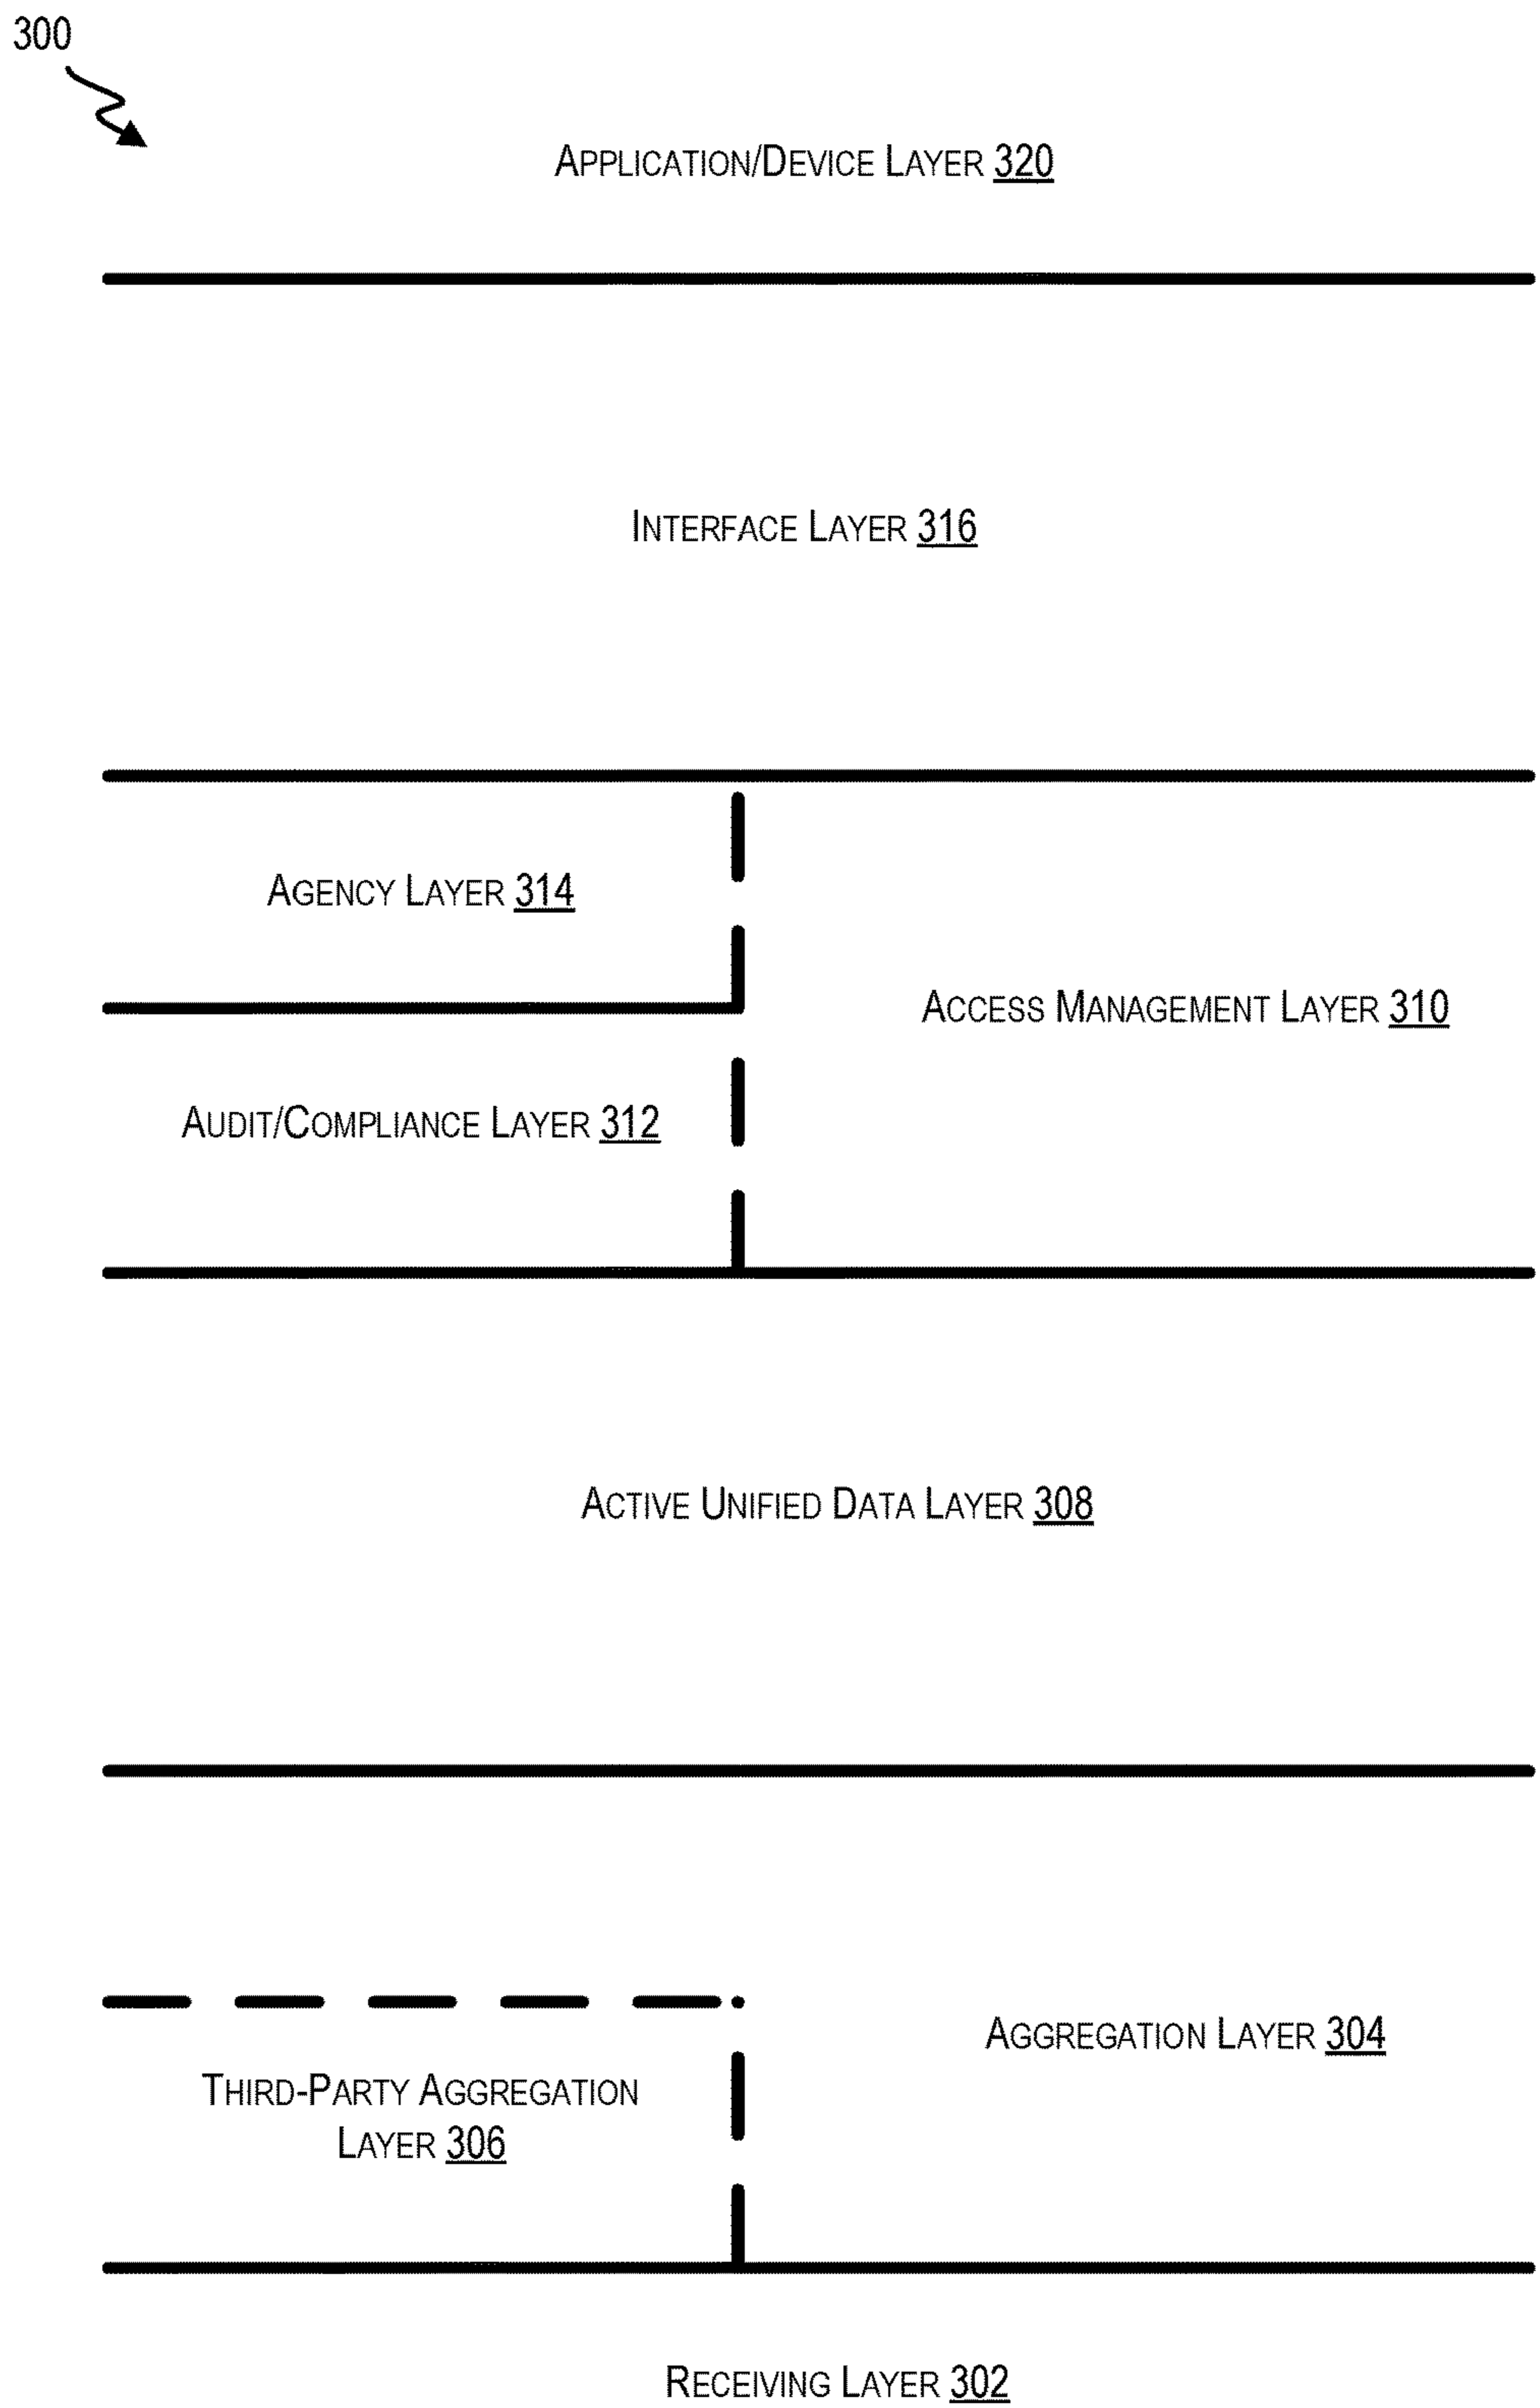 300
APPLICATION/DEVICE LAYER 320
INTERFACE LAYER 316
AGENCY LAYER 314
ACCESS MANAGEMENT LAYER 310
AUDIT/COMPLIANCE LAYER 312
ACTIVE UNIFIED DATA LAYER 308
AGGREGATION LAYER 304
THIRD-PARTY AGGREGATION
LAYER 306
RECEIVING LAYER 302